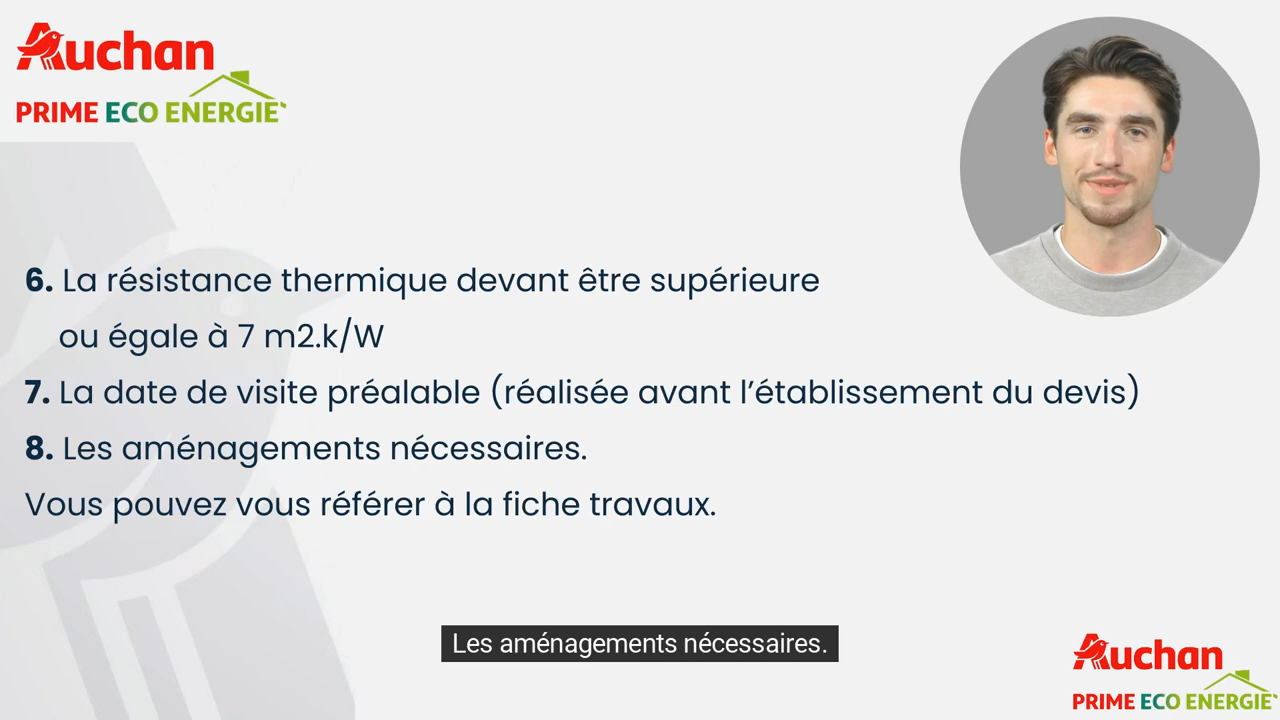 Auchan
PRIME ECO ENERGIE
6. La résistance thermique devant être supérieure
ou égale à 7 m2.k/W
7. La date de visite préalable (réalisée avant l’établissement du devis)
8. Les aménagements nécessaires.
Vous pouvez vous référer à la fiche travaux.
Les aménagements nécessaires.
Auchan
PRIME ECO ENERGIE